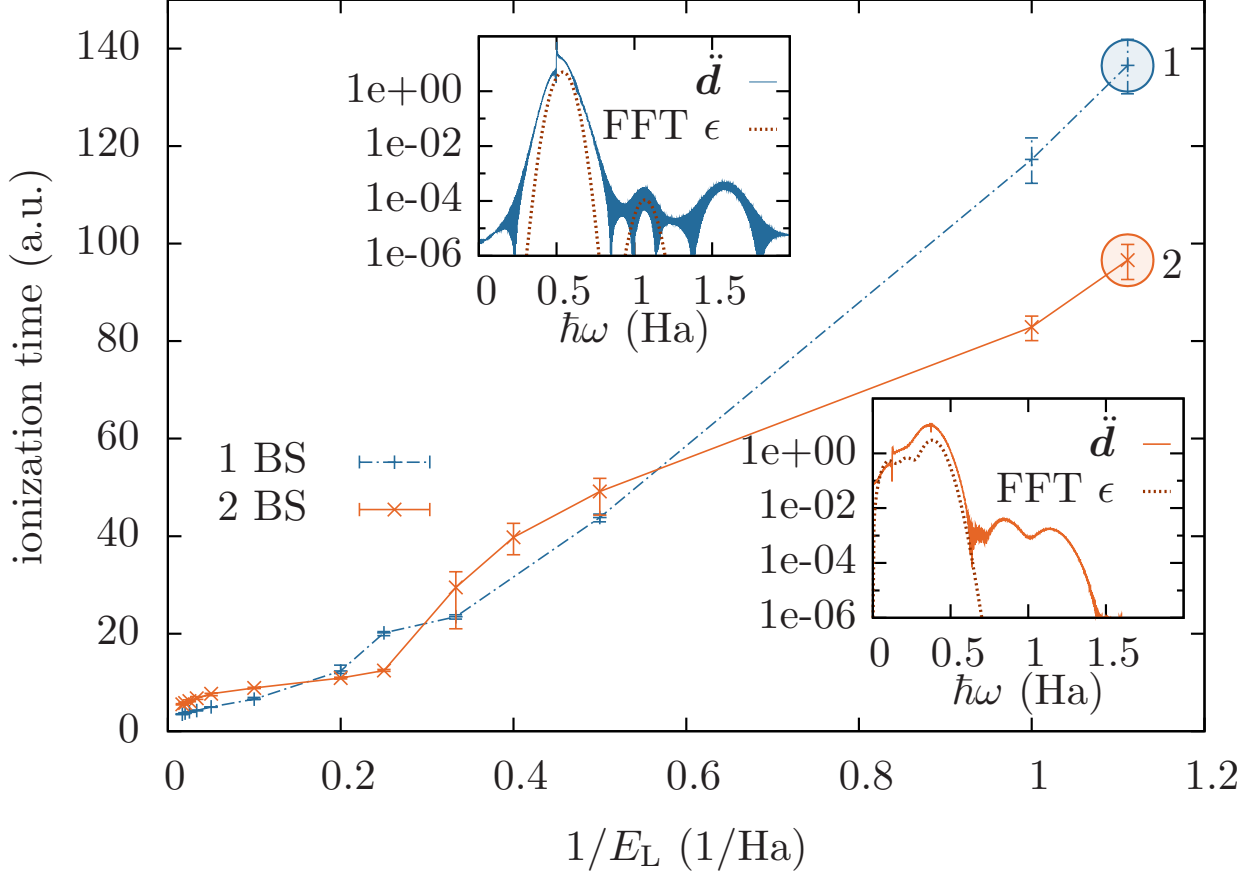 ionization time (a.u.)
140
120
100
80
60
40
20
0
0 0.2 0.4 0.6 0.8 1 1.2
1/E_L (1/Ha)
1 BS
2 BS
1
2
1e+00
1e-02
1e-04
1e-06
0 0.5 1 1.5
ħω (Ha)
d̈
FFT ϵ
1e+00
1e-02
1e-04
1e-06
0 0.5 1 1.5
ħω (Ha)
d̈
FFT ϵ